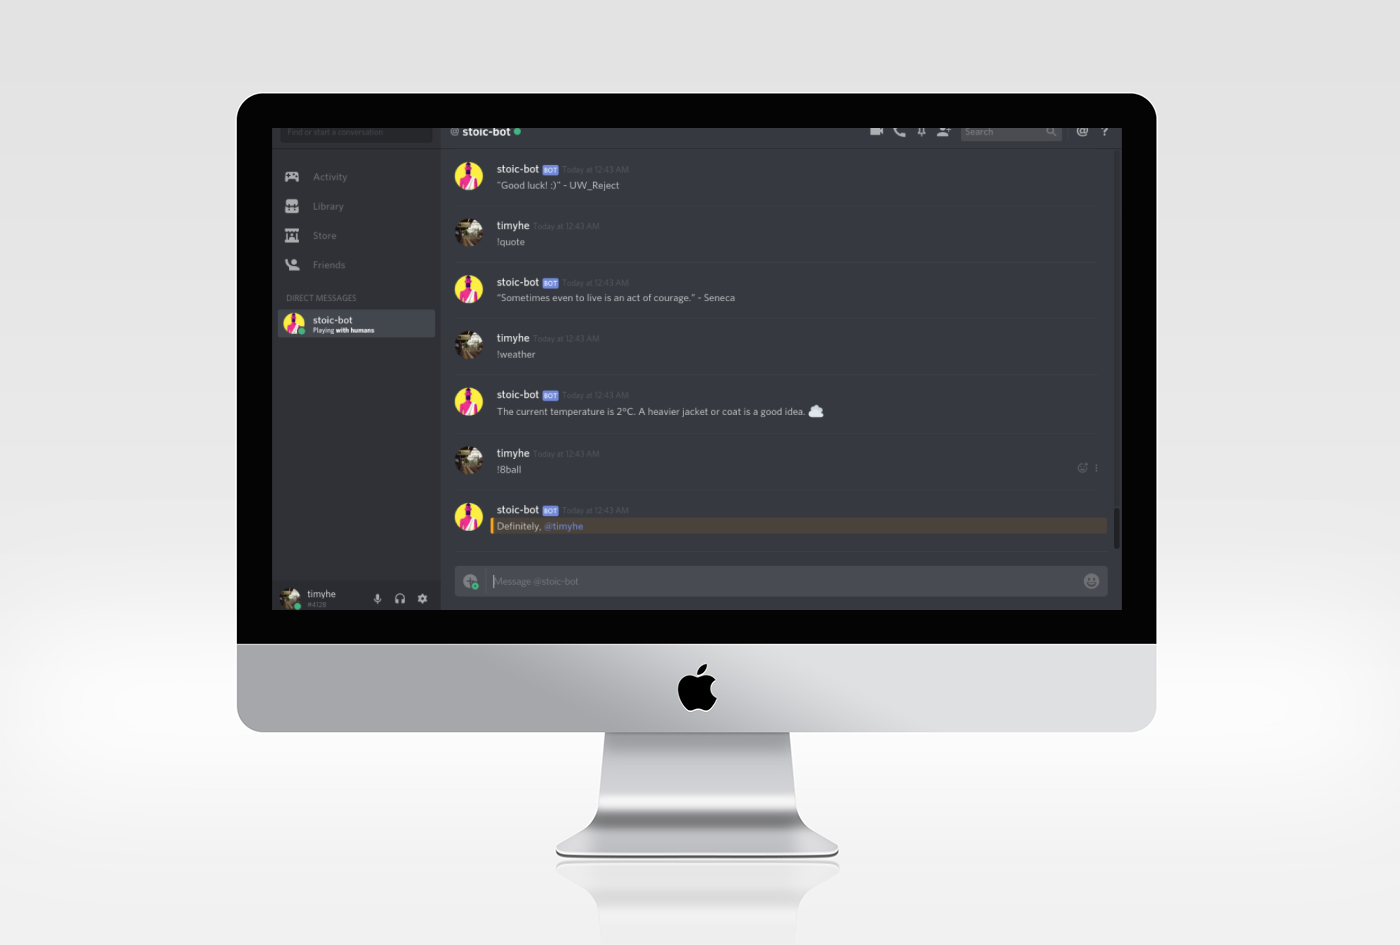 Find or start a conversation
@ stoic-bot
Search
@ ?
Activity
Library
Store
Friends
DIRECT MESSAGES
stoic-bot
Playing with humans
stoic-bot BOT Today at 12:43 AM
"Good luck! :)" - UW_Reject
timyhe Today at 12:43 AM
!quote
stoic-bot BOT Today at 12:43 AM
"Sometimes even to live is an act of courage." - Seneca
timyhe Today at 12:43 AM
!weather
stoic-bot BOT Today at 12:43 AM
The current temperature is 2°C. A heavier jacket or coat is a good idea.
timyhe Today at 12:43 AM
!8ball
stoic-bot BOT Today at 12:43 AM
Definitely, @timyhe
Message @stoic-bot
timyhe
#4128